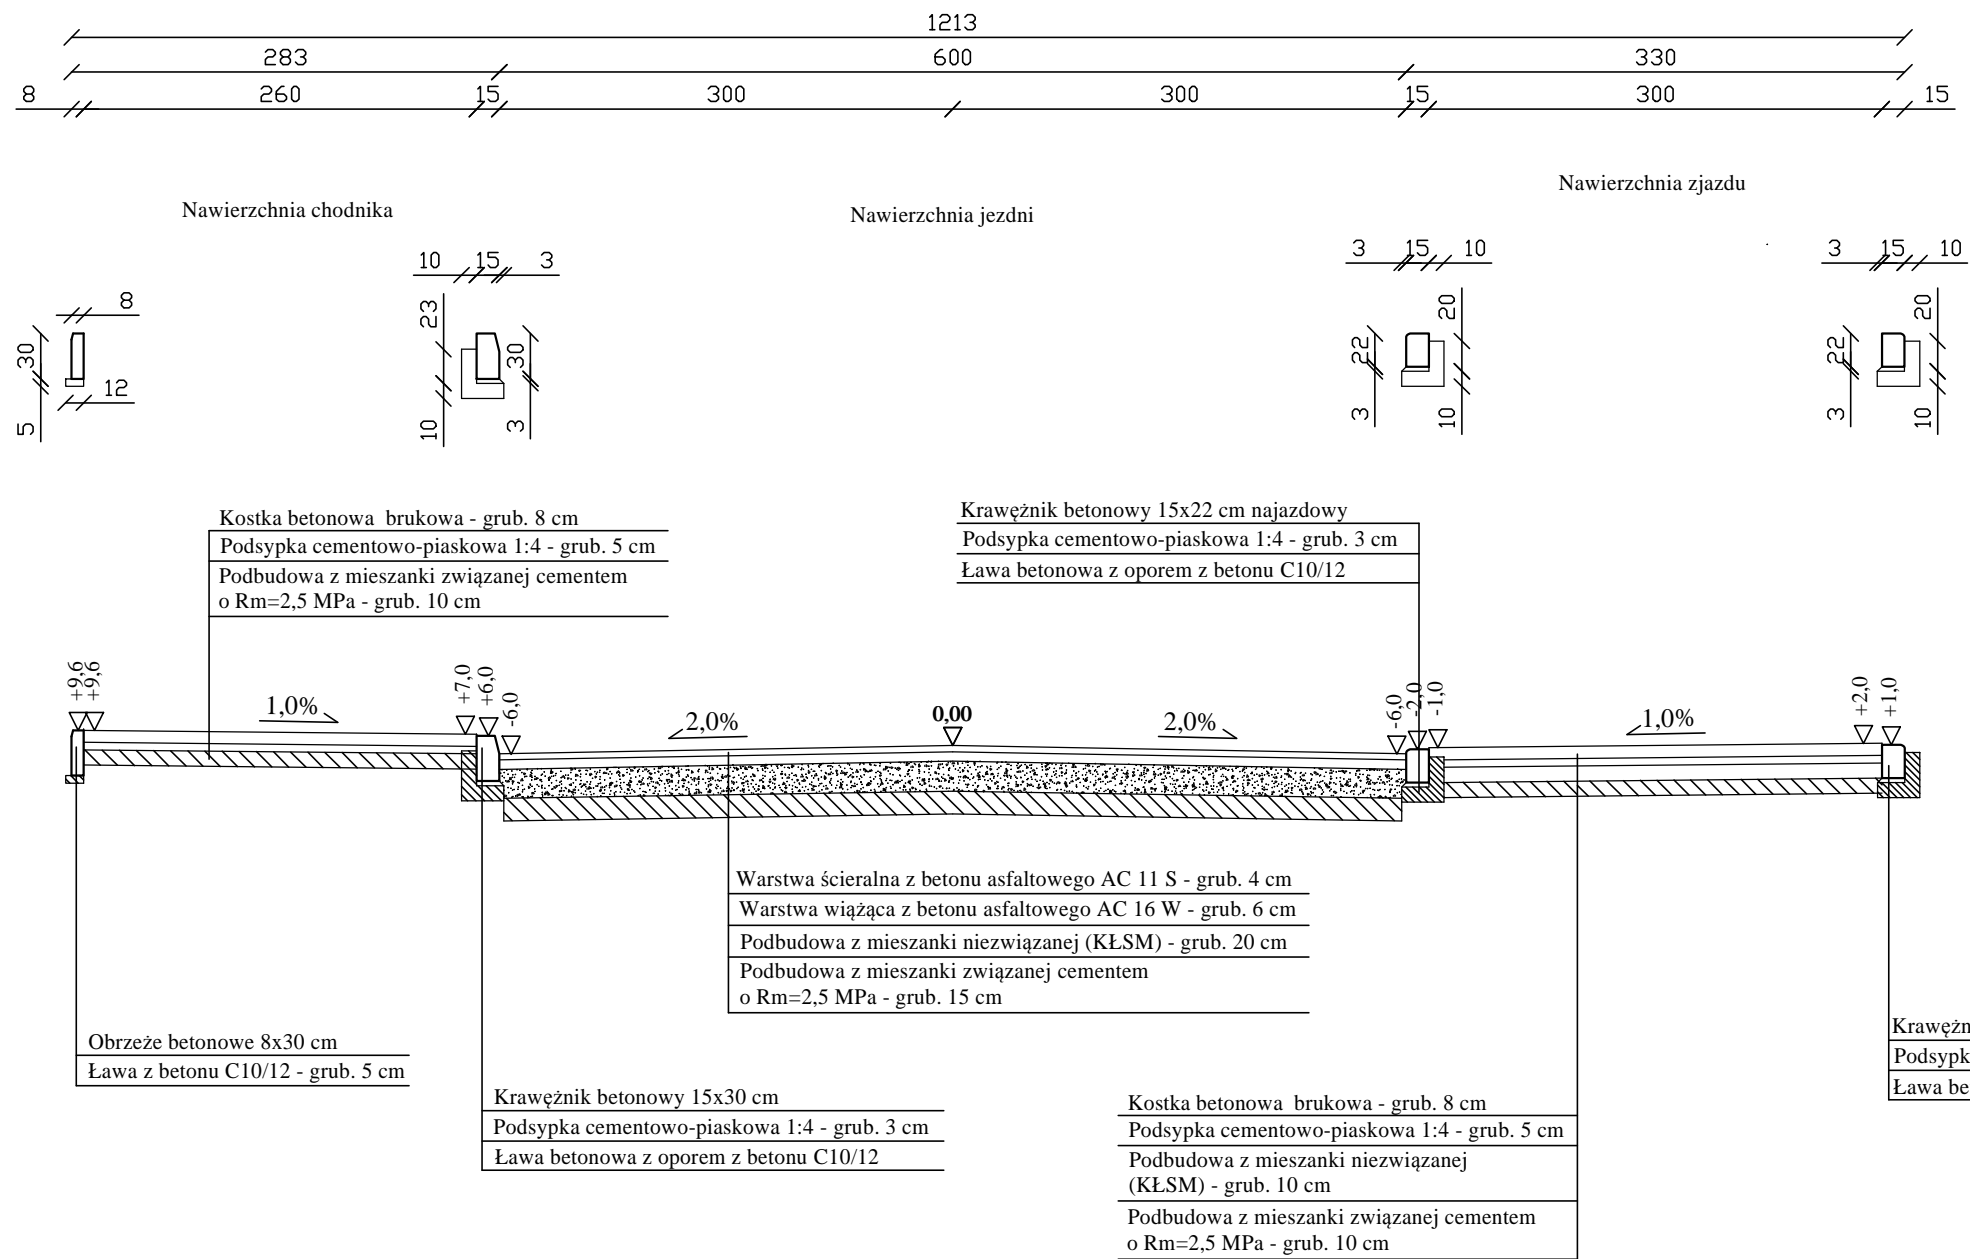 1213
283 600 330
8 260 15 300 300 15 300 15
Nawierzchnia chodnika
Nawierzchnia jezdni
Nawierzchnia zjazdu
8
30
12
5
10 15 3
23
30
10
3
3 15 10
20
22
3
10
3 15 10
20
22
3
10
Kostka betonowa brukowa - grub. 8 cm
Podsypka cementowo-piaskowa 1:4 - grub. 5 cm
Podbudowa z mieszanki związanej cementem
o Rm=2,5 MPa - grub. 10 cm
Krawężnik betonowy 15x22 cm najazdowy
Podsypka cementowo-piaskowa 1:4 - grub. 3 cm
Ława betonowa z oporem z betonu C10/12
+9,6
+9,6
1,0%
+7,0
+6,0
-6,0
2,0%
0,00
2,0%
-6,0
-2,0
-1,0
1,0%
+2,0
+1,0
Warstwa ścieralna z betonu asfaltowego AC 11 S - grub. 4 cm
Warstwa wiążąca z betonu asfaltowego AC 16 W - grub. 6 cm
Podbudowa z mieszanki niezwiązanej (KŁSM) - grub. 20 cm
Podbudowa z mieszanki związanej cementem
o Rm=2,5 MPa - grub. 15 cm
Obrzeże betonowe 8x30 cm
Ława z betonu C10/12 - grub. 5 cm
Krawężnik betonowy 15x30 cm
Podsypka cementowo-piaskowa 1:4 - grub. 3 cm
Ława betonowa z oporem z betonu C10/12
Kostka betonowa brukowa - grub. 8 cm
Podsypka cementowo-piaskowa 1:4 - grub. 5 cm
Podbudowa z mieszanki niezwiązanej
(KŁSM) - grub. 10 cm
Podbudowa z mieszanki związanej cementem
o Rm=2,5 MPa - grub. 10 cm
Krawężn
Podsypk
Ława be